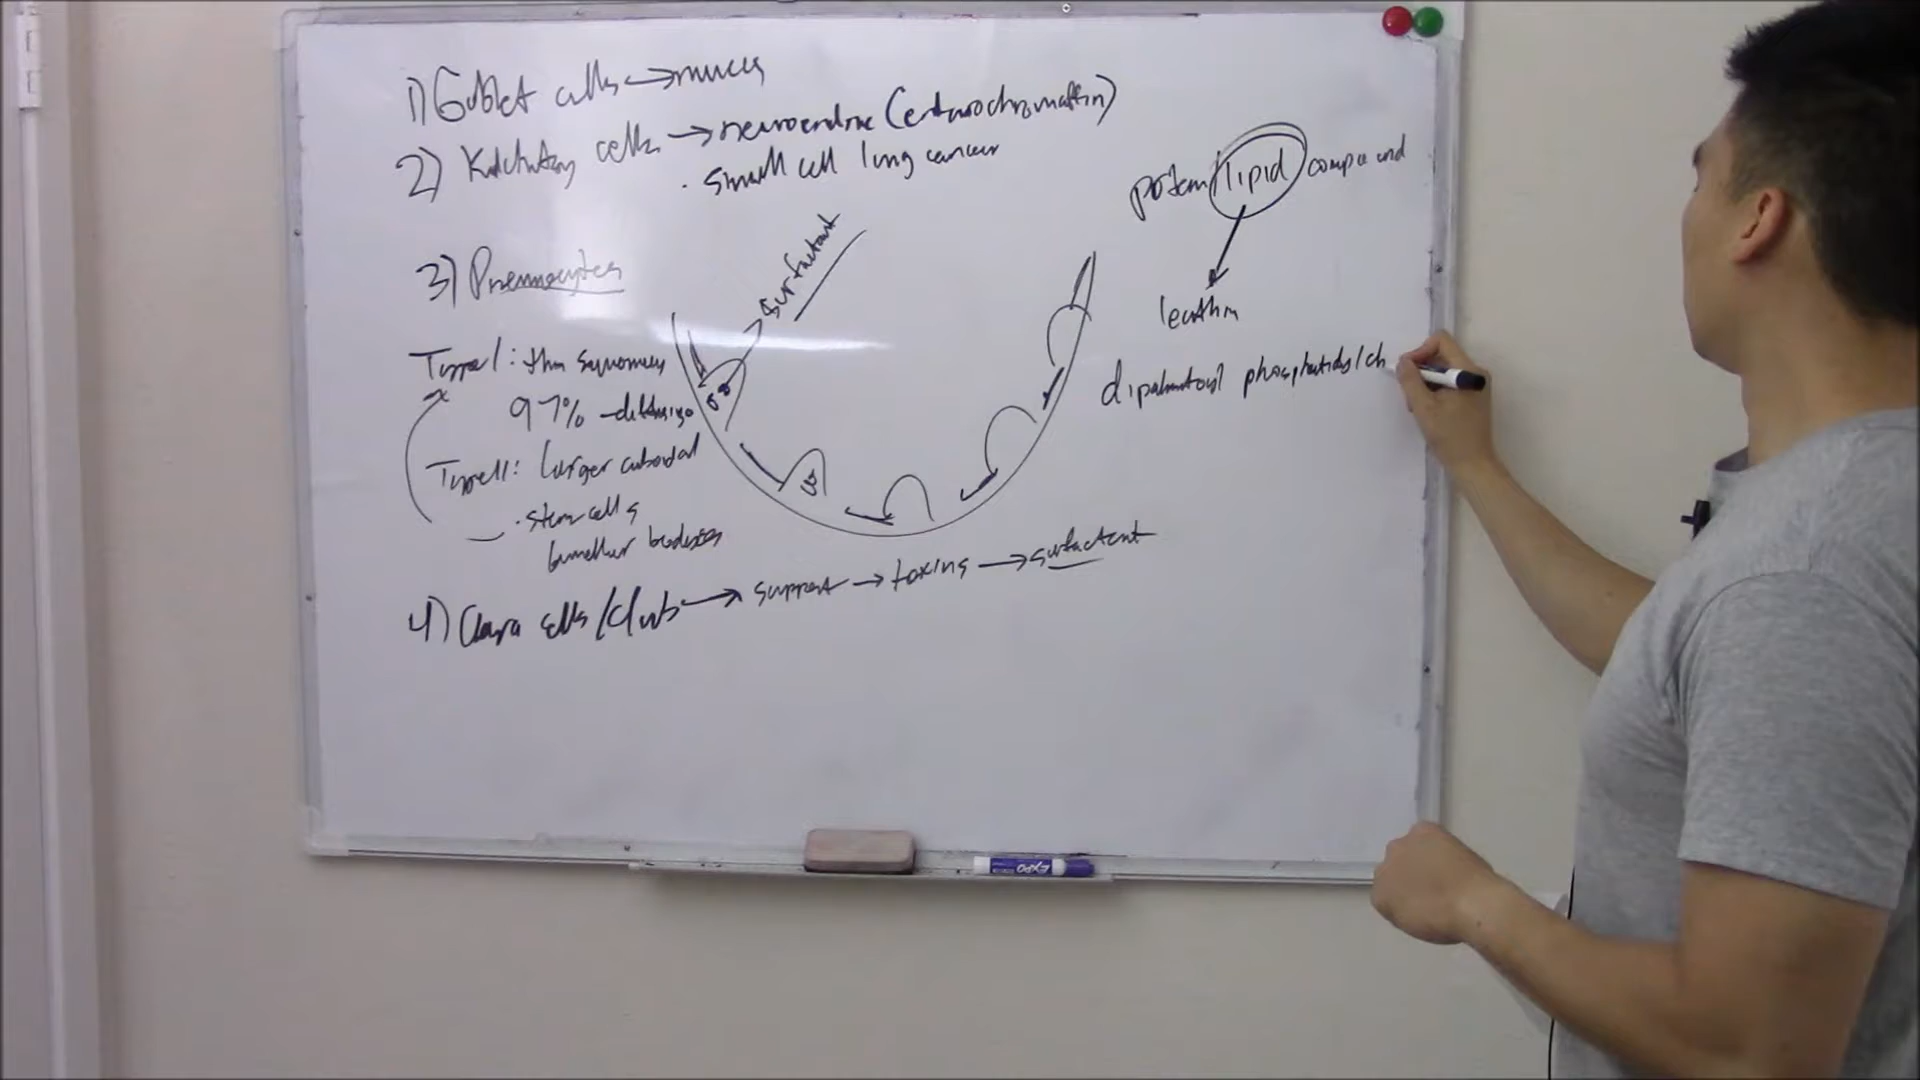 1) Goblet cells → mucus
2) Kulchitsky cells → neuroendocrine (enterochromaffin)
· small cell lung cancer
3) Pneumocytes
Type I: thin squamous
97% -
Type II: larger cuboidal
· stem cells
lamellar bodies
surfactant
4) Clara cells / club → support → toxins → surfactant
protein / lipid compound
lecithin
dipalmitoyl phosphatidylch
EXPO